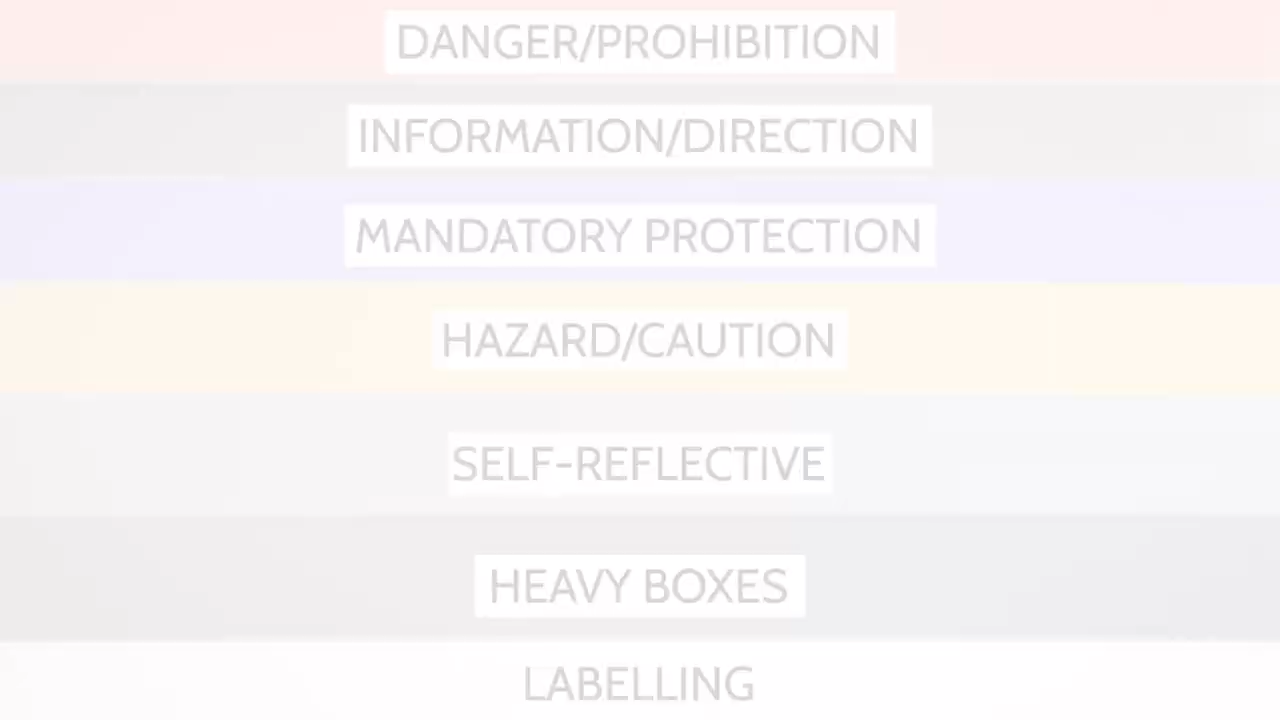 DANGER/PROHIBITION
INFORMATION/DIRECTION
MANDATORY PROTECTION
HAZARD/CAUTION
SELF-REFLECTIVE
HEAVY BOXES
LABELLING